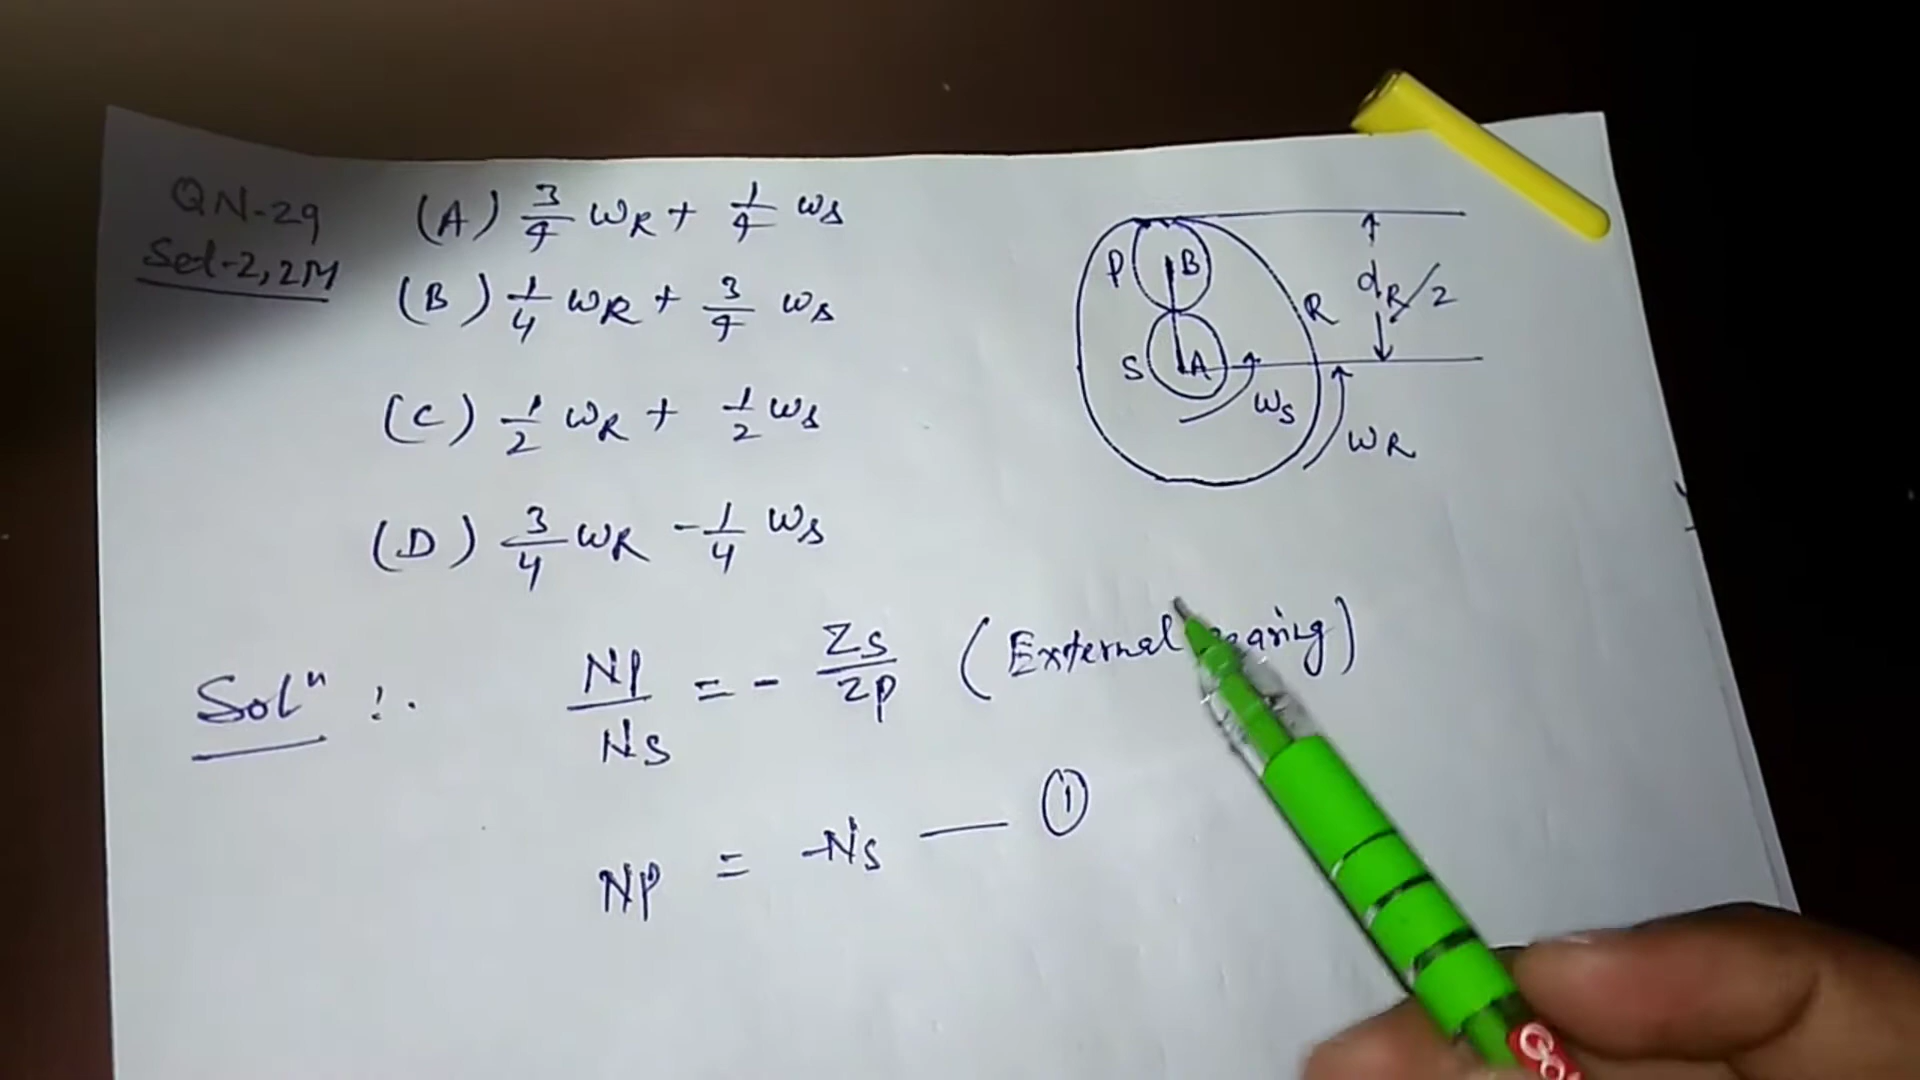 QN-29
Set-2, 2M
(A) 3/4 ωR + 1/4 ωs
(B) 1/4 ωR + 3/4 ωs
(C) 1/2 ωR + 1/2 ωs
(D) 3/4 ωR - 1/4 ωs
P B
S A
R
dR/2
ωS
ωR
Solⁿ :.
NP/NS = - ZS/ZP (External
NP = -NS — ①